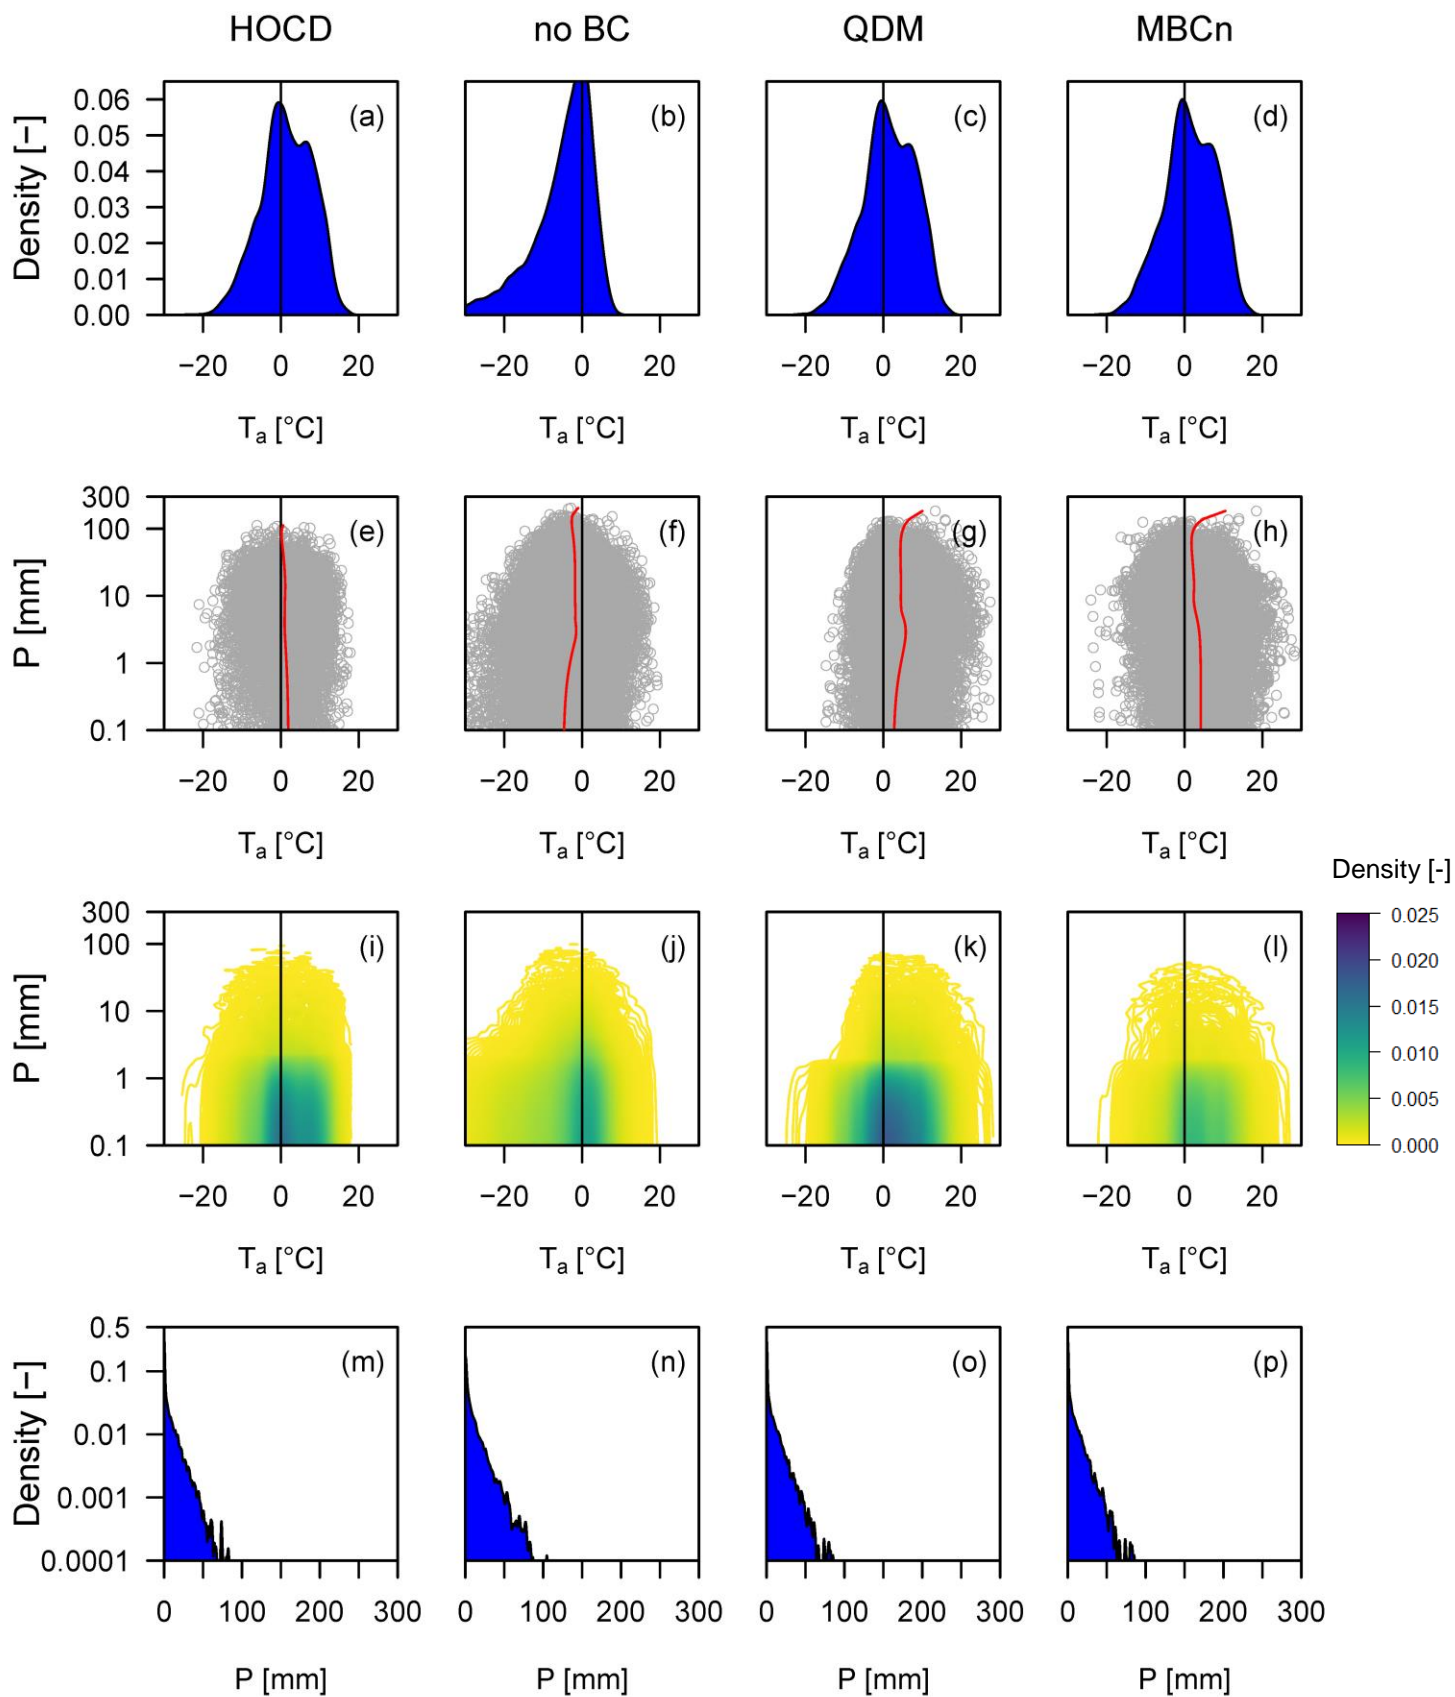 HOCD no BC QDM MBCn
Density [−]
0.06
0.05
0.04
0.03
0.02
0.01
0.00
(a) (b) (c) (d)
−20 0 20 −20 0 20 −20 0 20 −20 0 20
Ta [°C] Ta [°C] Ta [°C] Ta [°C]
P [mm]
300
100
10
1
0.1
(e) (f) (g) (h)
−20 0 20 −20 0 20 −20 0 20 −20 0 20
Ta [°C] Ta [°C] Ta [°C] Ta [°C]
P [mm]
300
100
10
1
0.1
(i) (j) (k) (l)
Density [-]
0.025
0.020
0.015
0.010
0.005
0.000
−20 0 20 −20 0 20 −20 0 20 −20 0 20
Ta [°C] Ta [°C] Ta [°C] Ta [°C]
Density [−]
0.5
0.1
0.01
0.001
0.0001
(m) (n) (o) (p)
0 100 200 300 0 100 200 300 0 100 200 300 0 100 200 300
P [mm] P [mm] P [mm] P [mm]